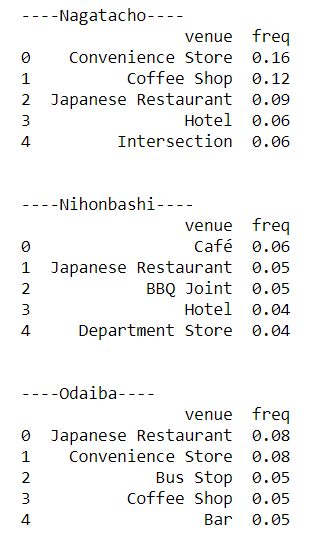 ----Nagatacho----
                venue  freq
0   Convenience Store  0.16
1         Coffee Shop  0.12
2 Japanese Restaurant  0.09
3               Hotel  0.06
4        Intersection  0.06
----Nihonbashi----
                venue  freq
0                Café  0.06
1 Japanese Restaurant  0.05
2           BBQ Joint  0.05
3               Hotel  0.04
4    Department Store  0.04
----Odaiba----
                venue  freq
0 Japanese Restaurant  0.08
1   Convenience Store  0.08
2            Bus Stop  0.05
3         Coffee Shop  0.05
4                 Bar  0.05